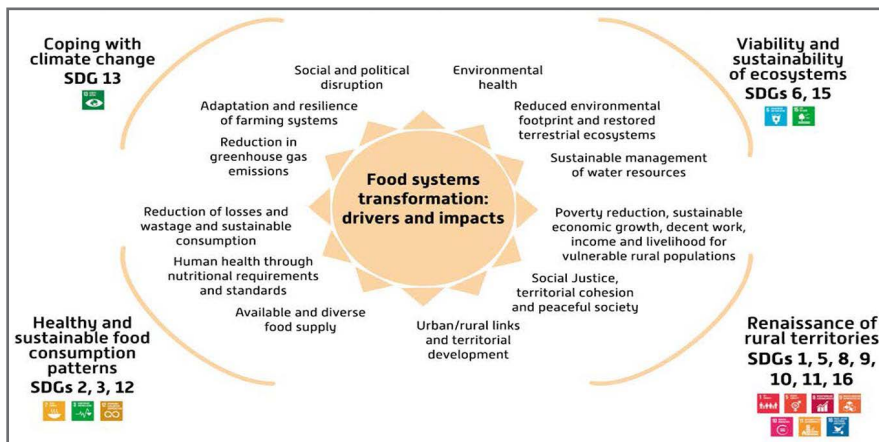 Coping with
climate change
SDG 13
Social and political
disruption
Adaptation and resilience
of farming systems
Reduction in
greenhouse gas
emissions
Environmental
health
Reduced environmental
footprint and restored
terrestrial ecosystems
Sustainable management
of water resources
Viability and
sustainability
of ecosystems
SDGs 6, 15
Food systems
transformation:
drivers and impacts
Reduction of losses and
wastage and sustainable
consumption
Human health through
nutritional requirements
and standards
Available and diverse
food supply
Poverty reduction, sustainable
economic growth, decent work,
income and livelihood for
vulnerable rural populations
Social Justice,
territorial cohesion
and peaceful society
Urban/rural links
and territorial
development
Healthy and
sustainable food
consumption
patterns
SDGs 2, 3, 12
Renaissance of
rural territories
SDGs 1, 5, 8, 9,
10, 11, 16